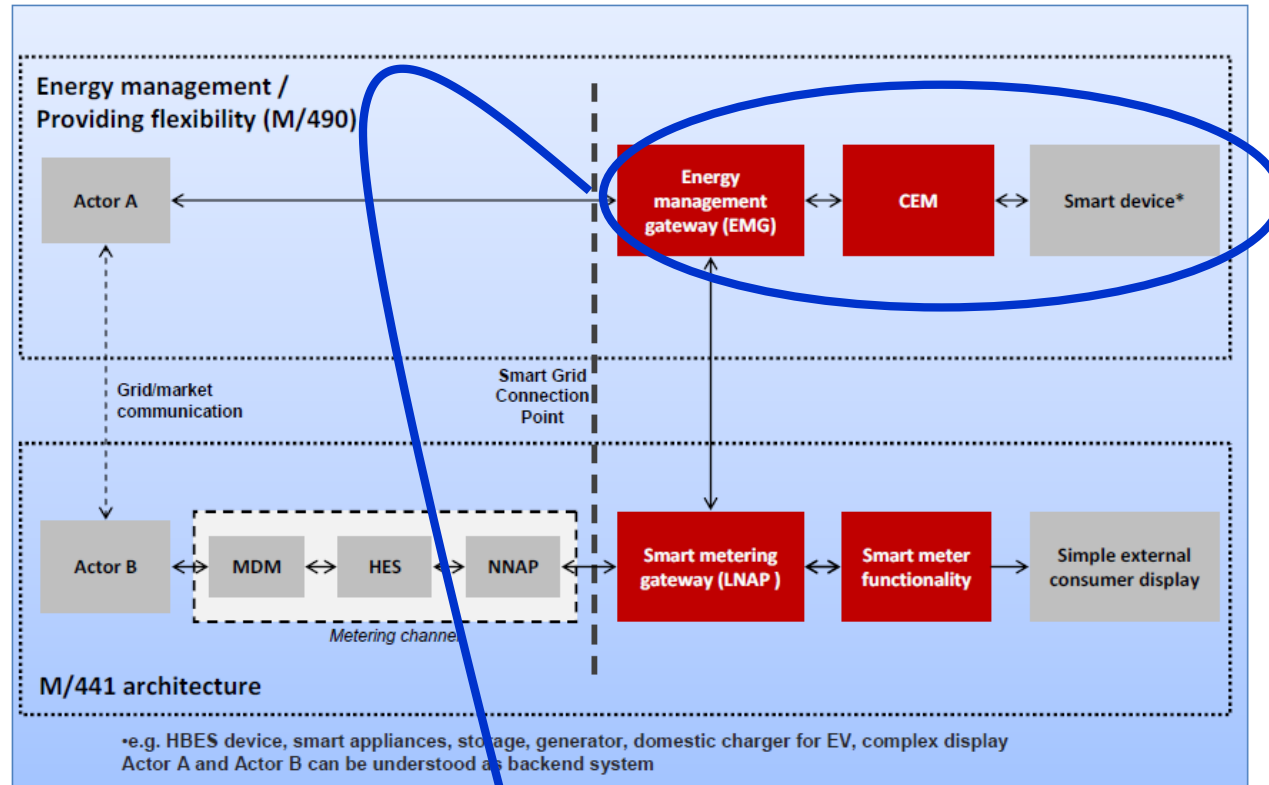 Energy management /
Providing flexibility (M/490)
Actor A
Energy
management
gateway (EMG)
CEM
Smart device*
Grid/market
communication
Smart Grid
Connection
Point
Actor B
MDM
HES
NNAP
Smart metering
gateway (LNAP )
Smart meter
functionality
Simple external
consumer display
Metering channel
M/441 architecture
•e.g. HBES device, smart appliances, storage, generator, domestic charger for EV, complex display
Actor A and Actor B can be understood as backend system